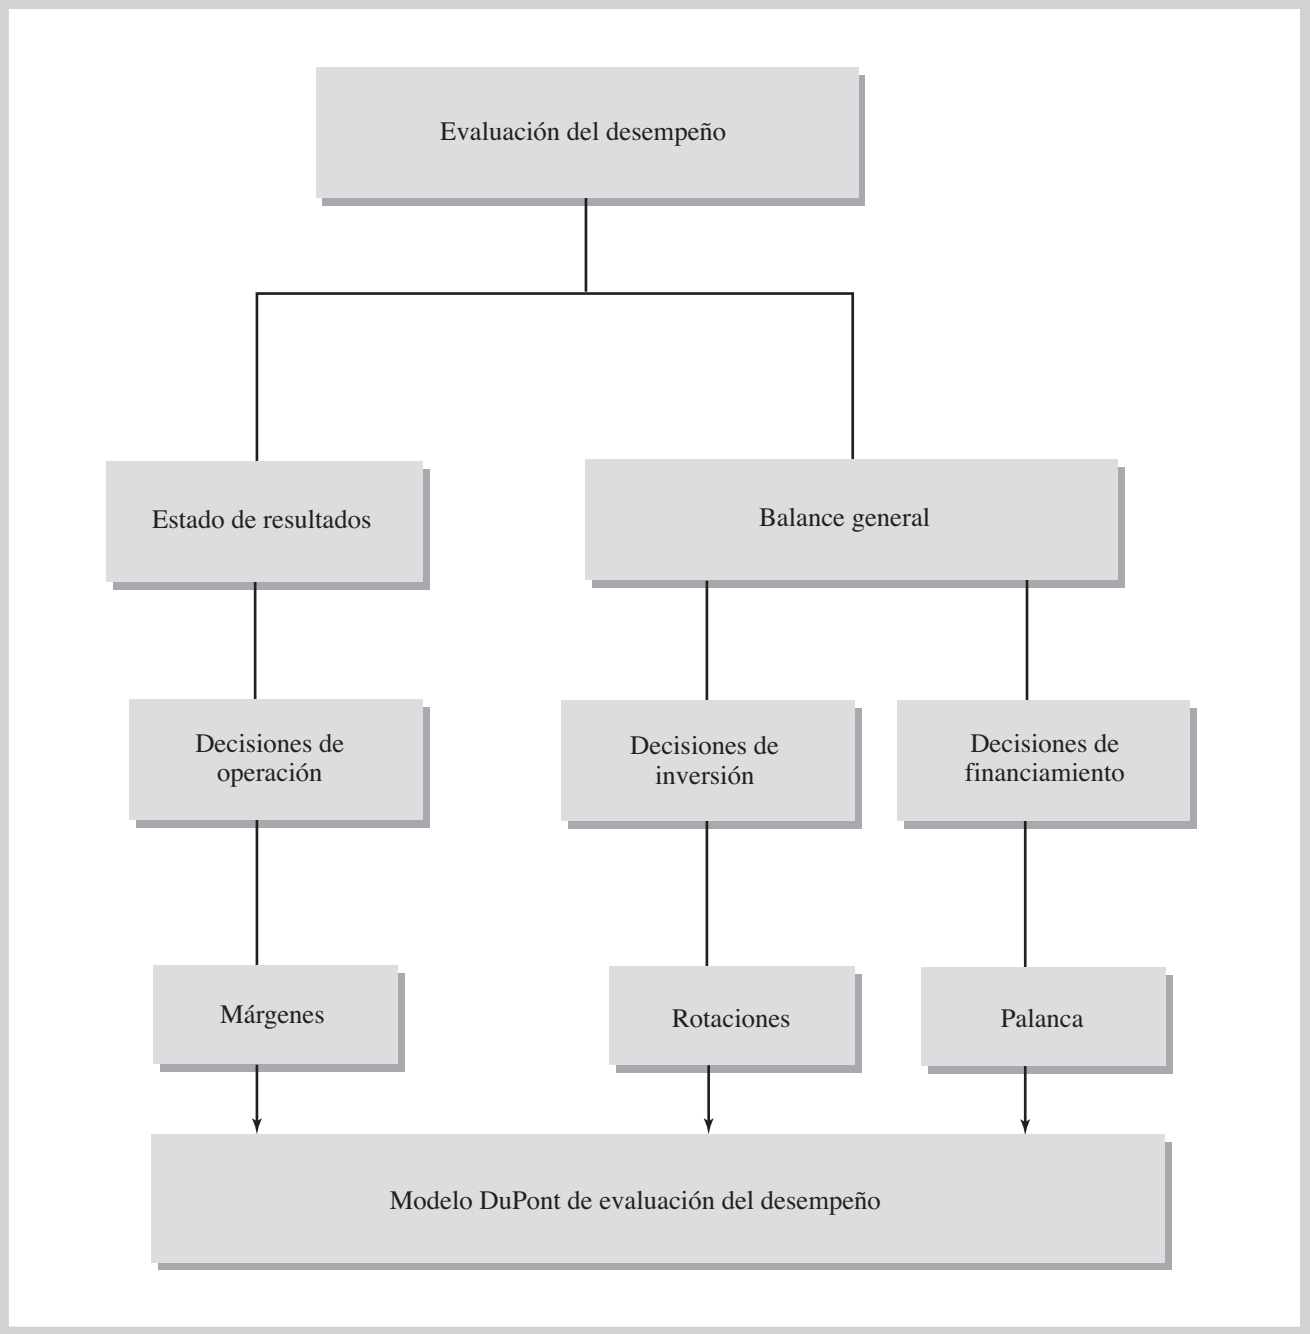 Evaluación del desempeño
Estado de resultados
Balance general
Decisiones de
operación
Decisiones de
inversión
Decisiones de
financiamiento
Márgenes
Rotaciones
Palanca
Modelo DuPont de evaluación del desempeño